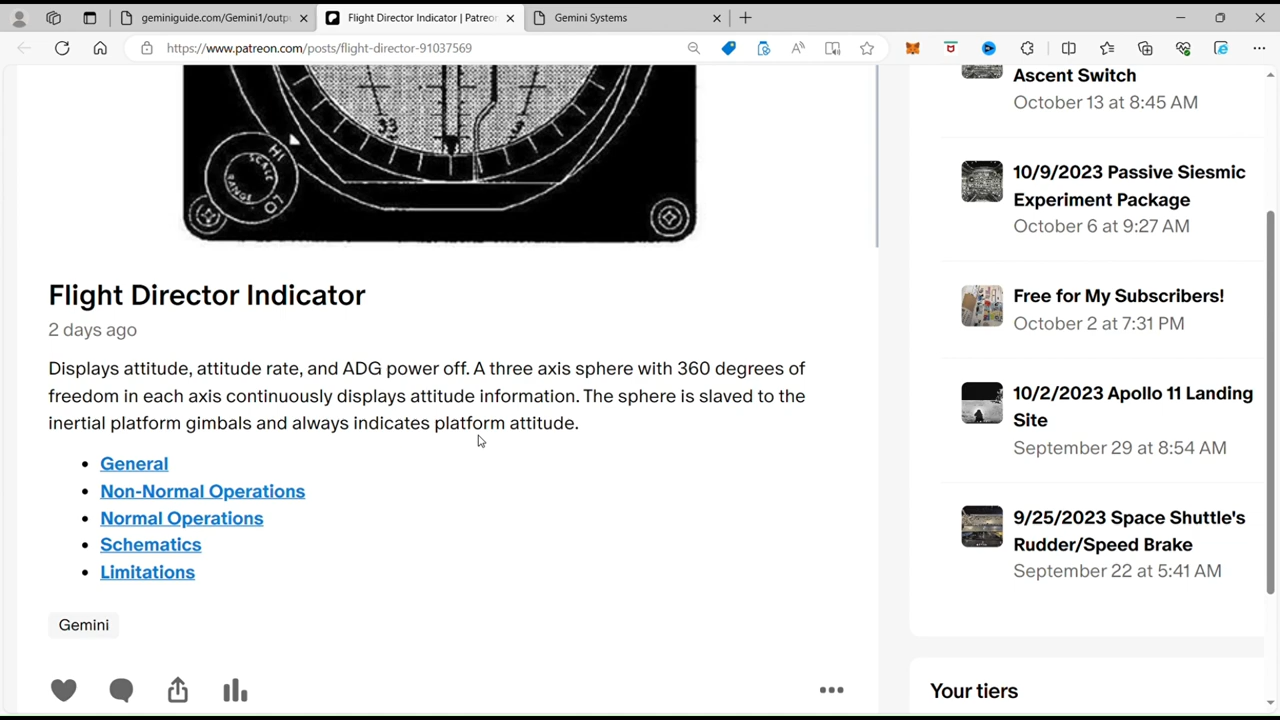 geminiguide.com/Gemini1/outpu
Flight Director Indicator | Patreon
Gemini Systems
https://www.patreon.com/posts/flight-director-91037569
HI
SCALE
RANGE
LO
33
Flight Director Indicator
2 days ago
Displays attitude, attitude rate, and ADG power off. A three axis sphere with 360 degrees of
freedom in each axis continuously displays attitude information. The sphere is slaved to the
inertial platform gimbals and always indicates platform attitude.
General
Non-Normal Operations
Normal Operations
Schematics
Limitations
Gemini
Ascent Switch
October 13 at 8:45 AM
10/9/2023 Passive Siesmic
Experiment Package
October 6 at 9:27 AM
Free for My Subscribers!
October 2 at 7:31 PM
10/2/2023 Apollo 11 Landing
Site
September 29 at 8:54 AM
9/25/2023 Space Shuttle's
Rudder/Speed Brake
September 22 at 5:41 AM
Your tiers